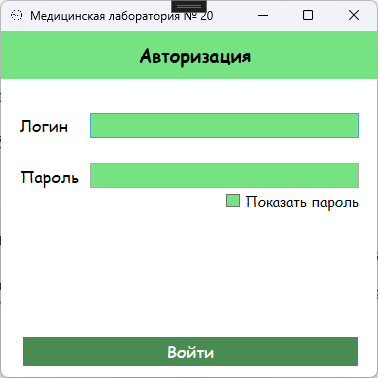 Медицинская лаборатория № 20
Авторизация
Логин
Пароль
Показать пароль
Войти